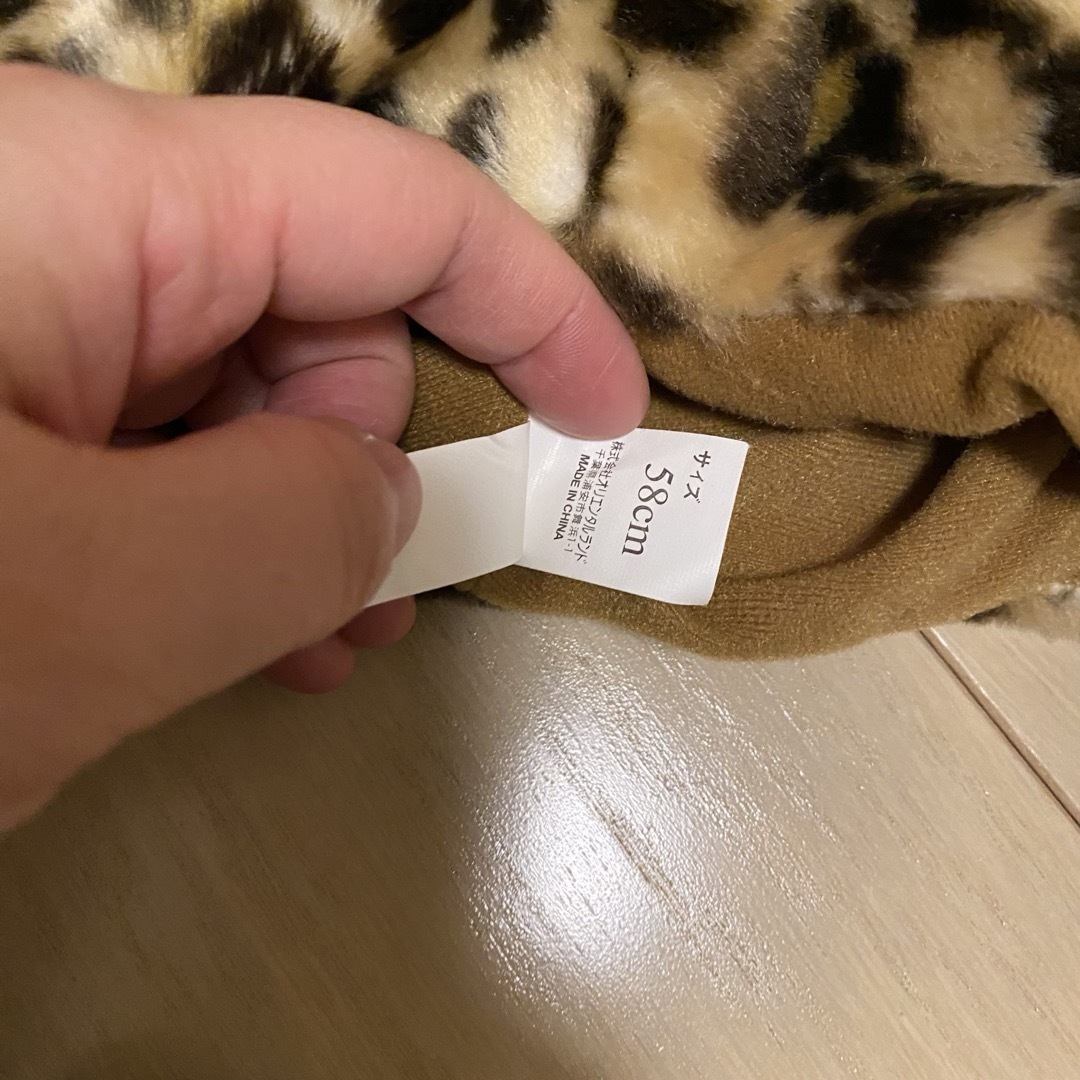 サイズ
58cm
株式会社オリエンタルランド
千葉県浦安市舞浜1-1
MADE IN CHINA